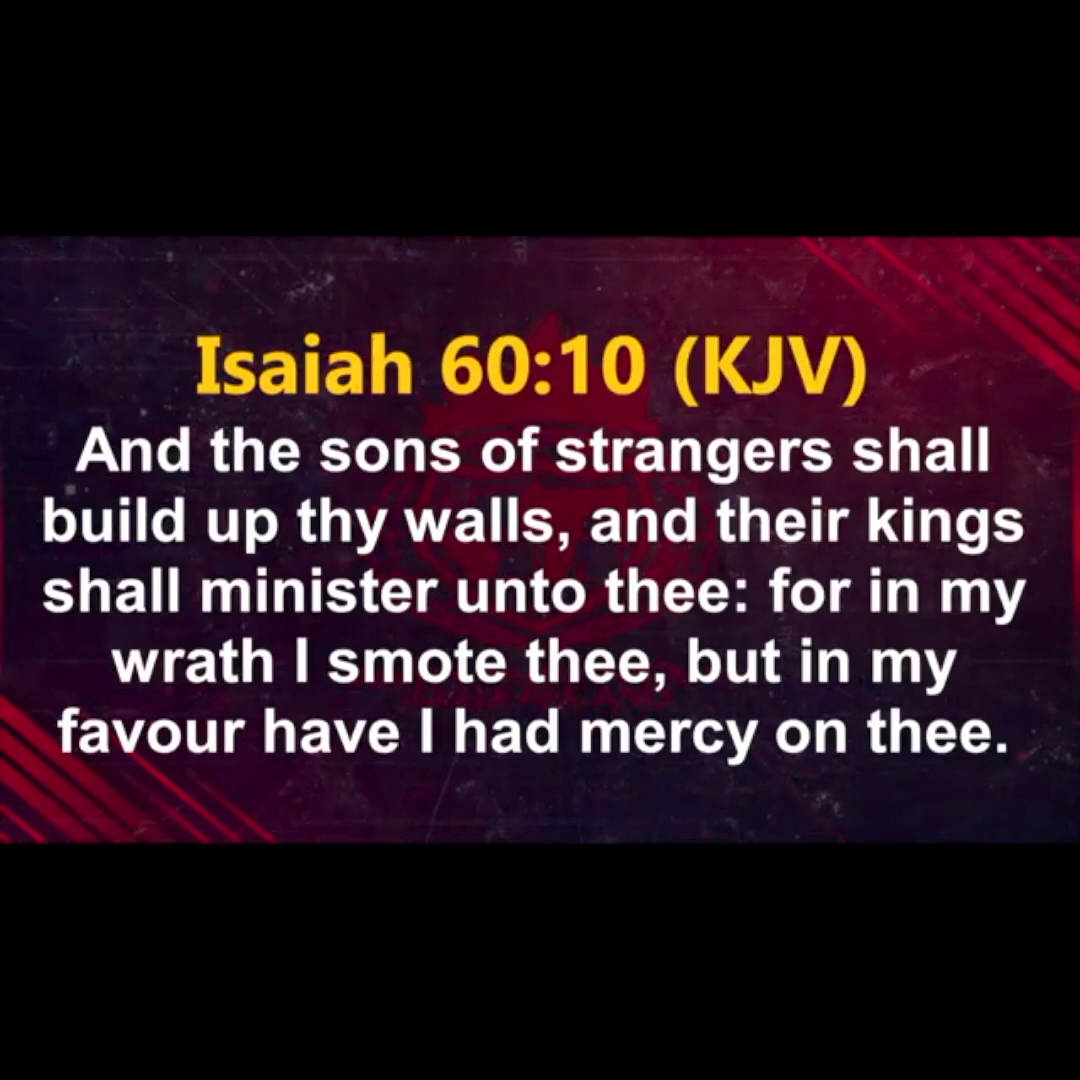 Isaiah 60:10 (KJV)
And the sons of strangers shall
build up thy walls, and their kings
shall minister unto thee: for in my
wrath I smote thee, but in my
favour have I had mercy on thee.